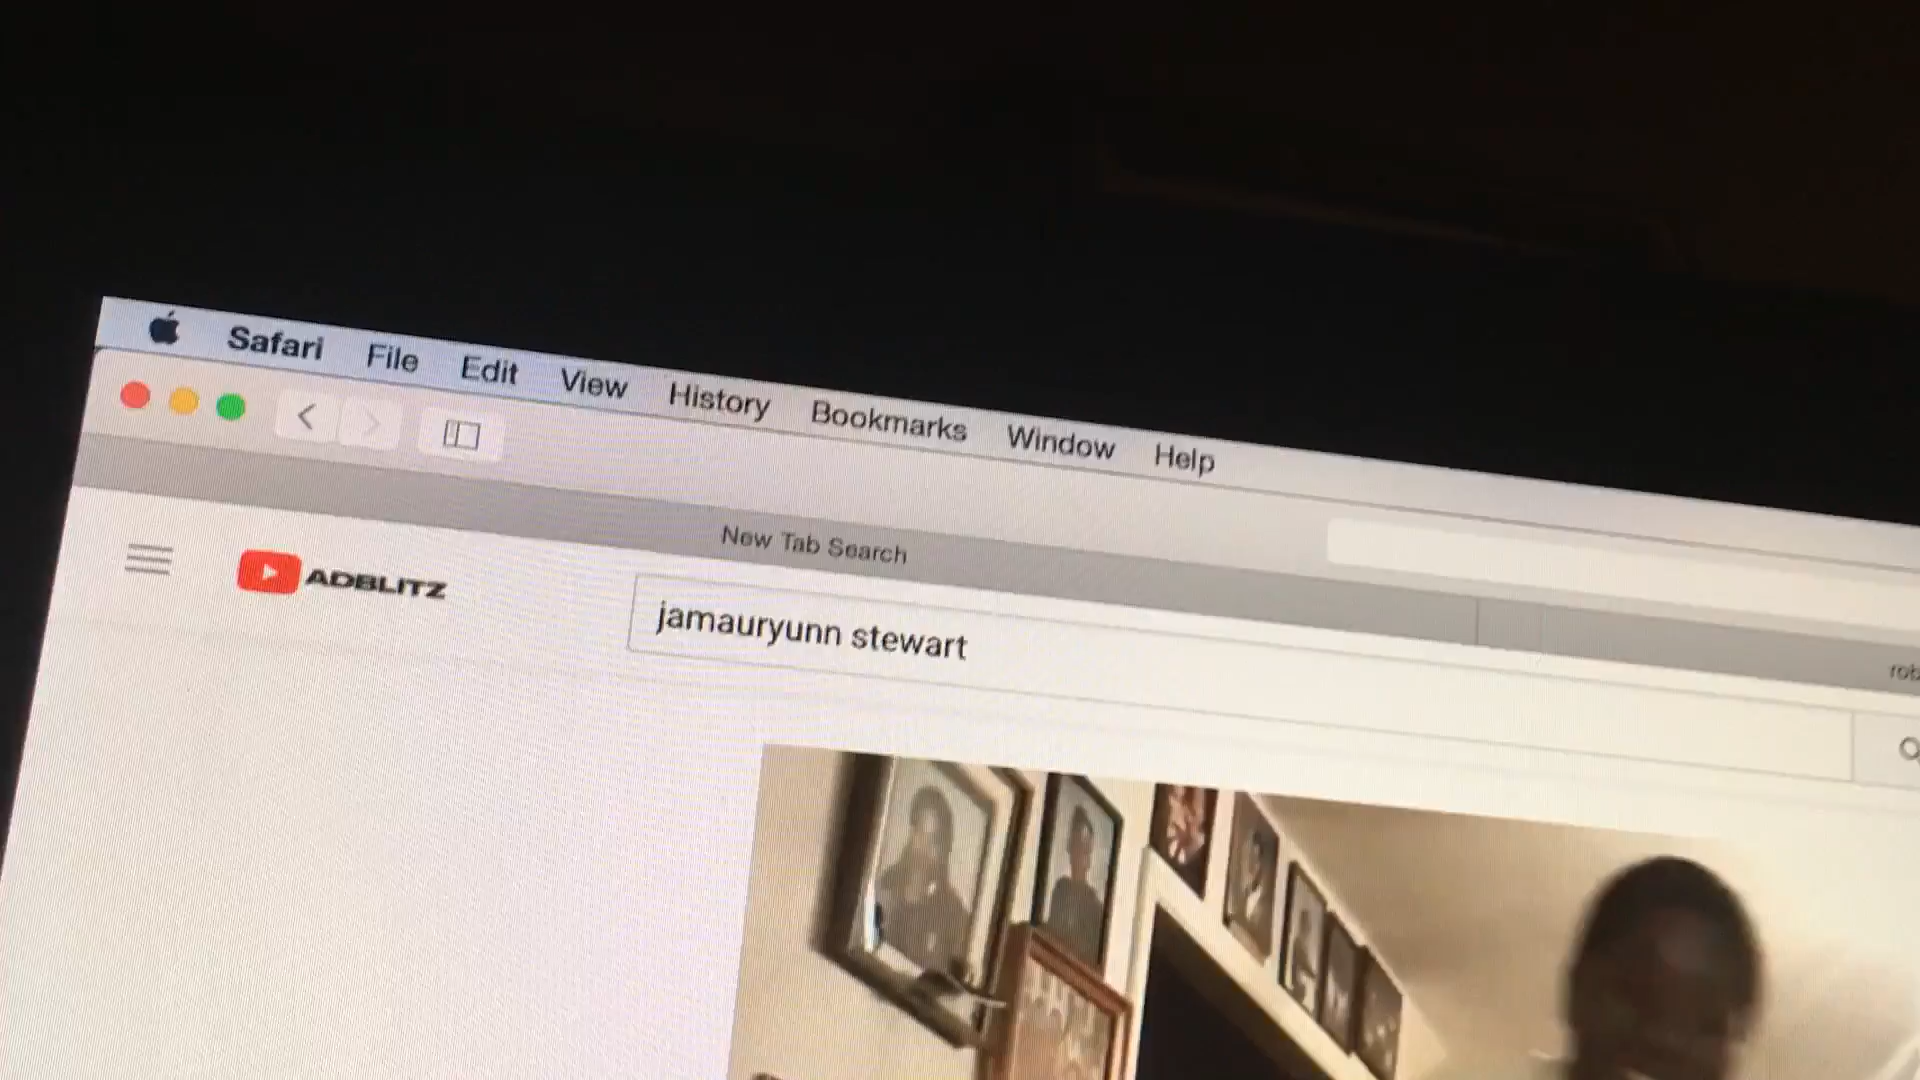 Safari File Edit View History Bookmarks Window Help
New Tab Search
ADBLITZ
jamauryunn stewart